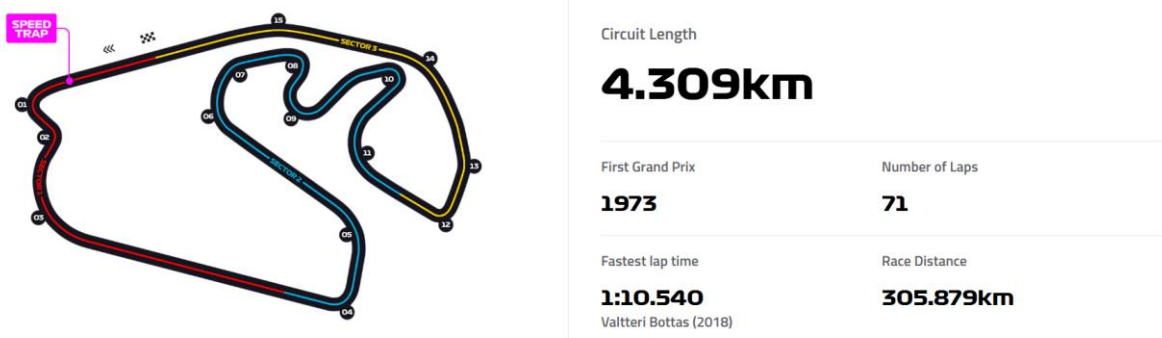 SPEED
TRAP
15
SECTOR 3
14
08
07
10
01
06
09
02
11
SECTOR 2
13
SECTOR 1
03
12
05
04
Circuit Length
4.309km
First Grand Prix
Number of Laps
1973
71
Fastest lap time
Race Distance
1:10.540
305.879km
Valtteri Bottas (2018)